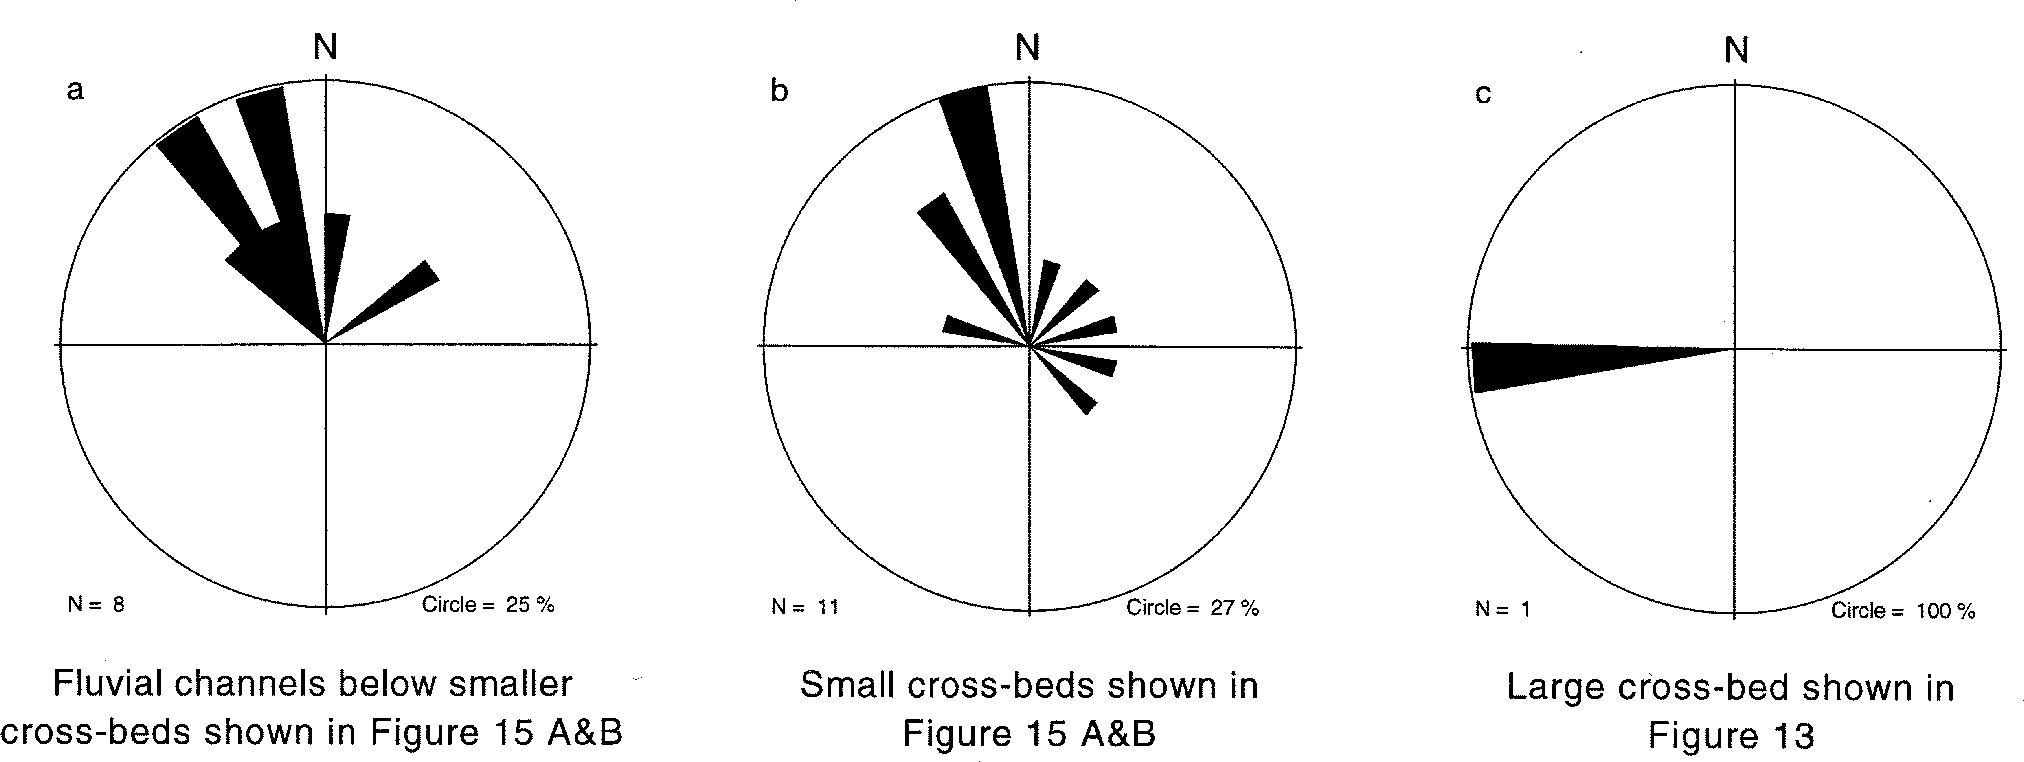 N
a
N = 8
Circle = 25 %
Fluvial channels below smaller
cross-beds shown in Figure 15 A&B
N
b
N = 11
Circle = 27 %
Small cross-beds shown in
Figure 15 A&B
N
c
N = 1
Circle = 100 %
Large cross-bed shown in
Figure 13